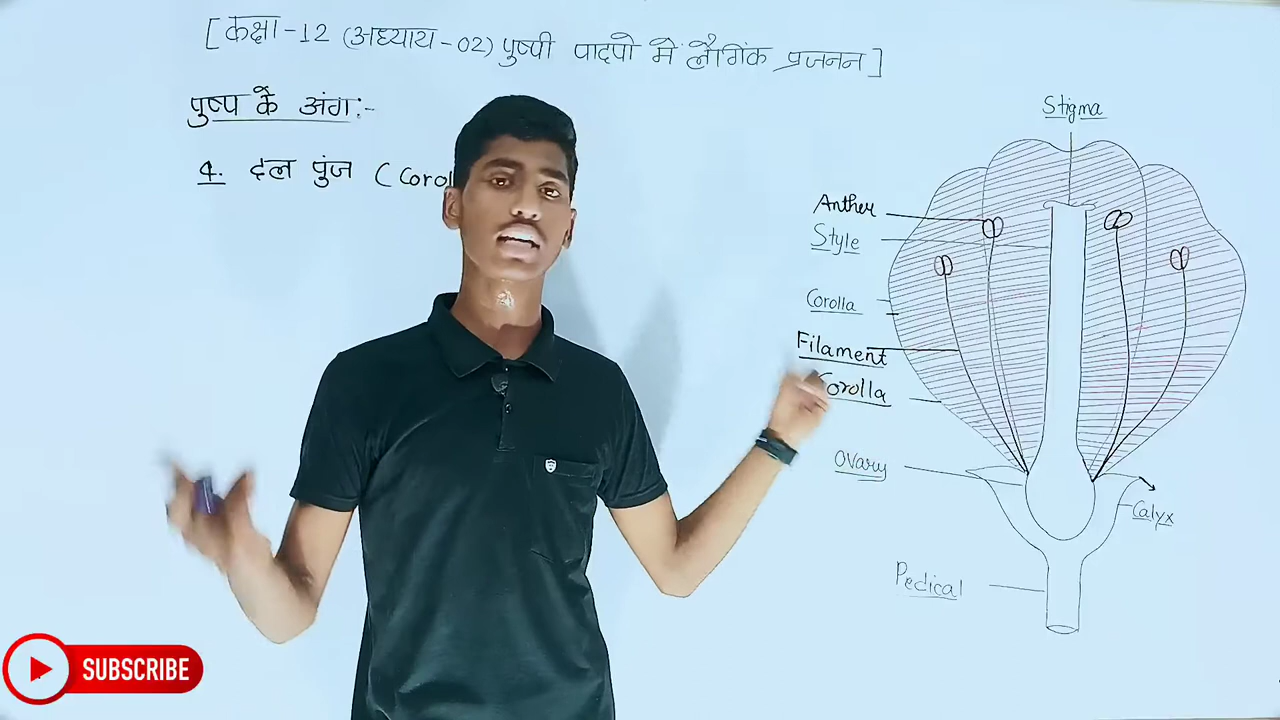 [ कक्षा -12 (अध्याय -02) पुष्पी पादपो में लैगिंक प्रजनन ]
पुष्प के अंग:-
4. दल पुंज (Corol
Stigma
Anther
Style
Corolla
Filament
Corolla
Ovary
Calyx
Pedical
SUBSCRIBE